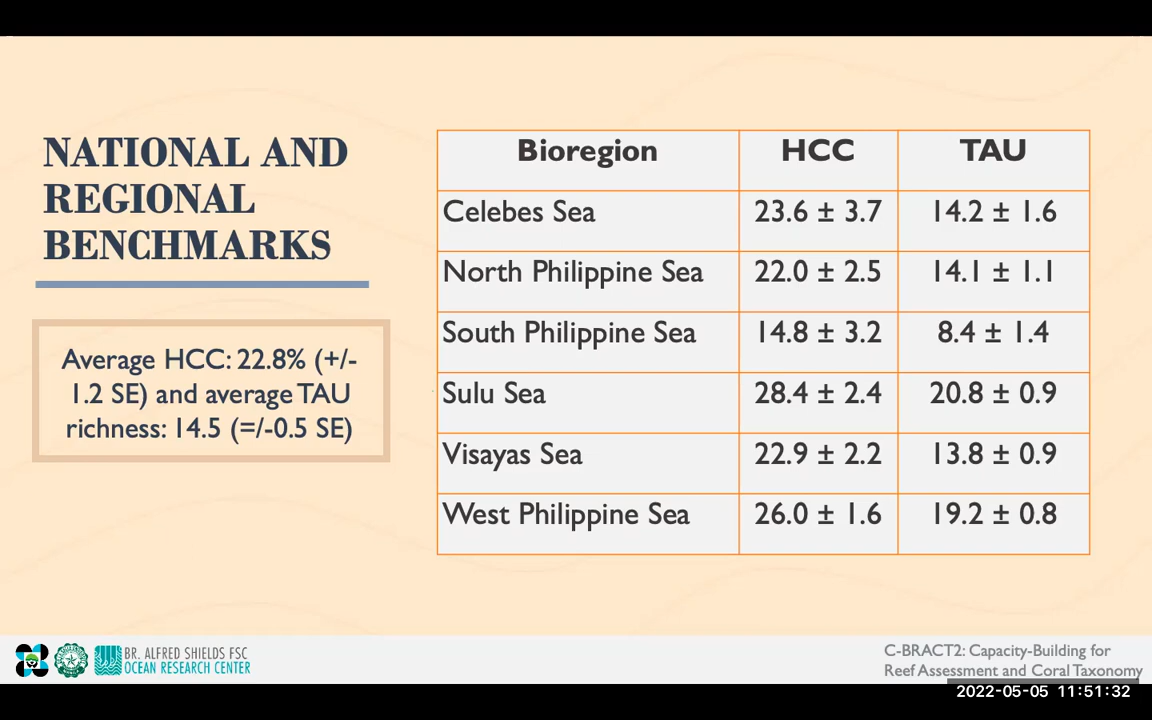 NATIONAL AND
REGIONAL
BENCHMARKS
Average HCC: 22.8% (+/-
1.2 SE) and average TAU
richness: 14.5 (=/-0.5 SE)
Bioregion HCC TAU
Celebes Sea 23.6 ± 3.7 14.2 ± 1.6
North Philippine Sea 22.0 ± 2.5 14.1 ± 1.1
South Philippine Sea 14.8 ± 3.2 8.4 ± 1.4
Sulu Sea 28.4 ± 2.4 20.8 ± 0.9
Visayas Sea 22.9 ± 2.2 13.8 ± 0.9
West Philippine Sea 26.0 ± 1.6 19.2 ± 0.8
BR. ALFRED SHIELDS FSC
OCEAN RESEARCH CENTER
C-BRACT2: Capacity-Building for
Reef Assessment and Coral Taxonomy
2022-05-05 11:51:32